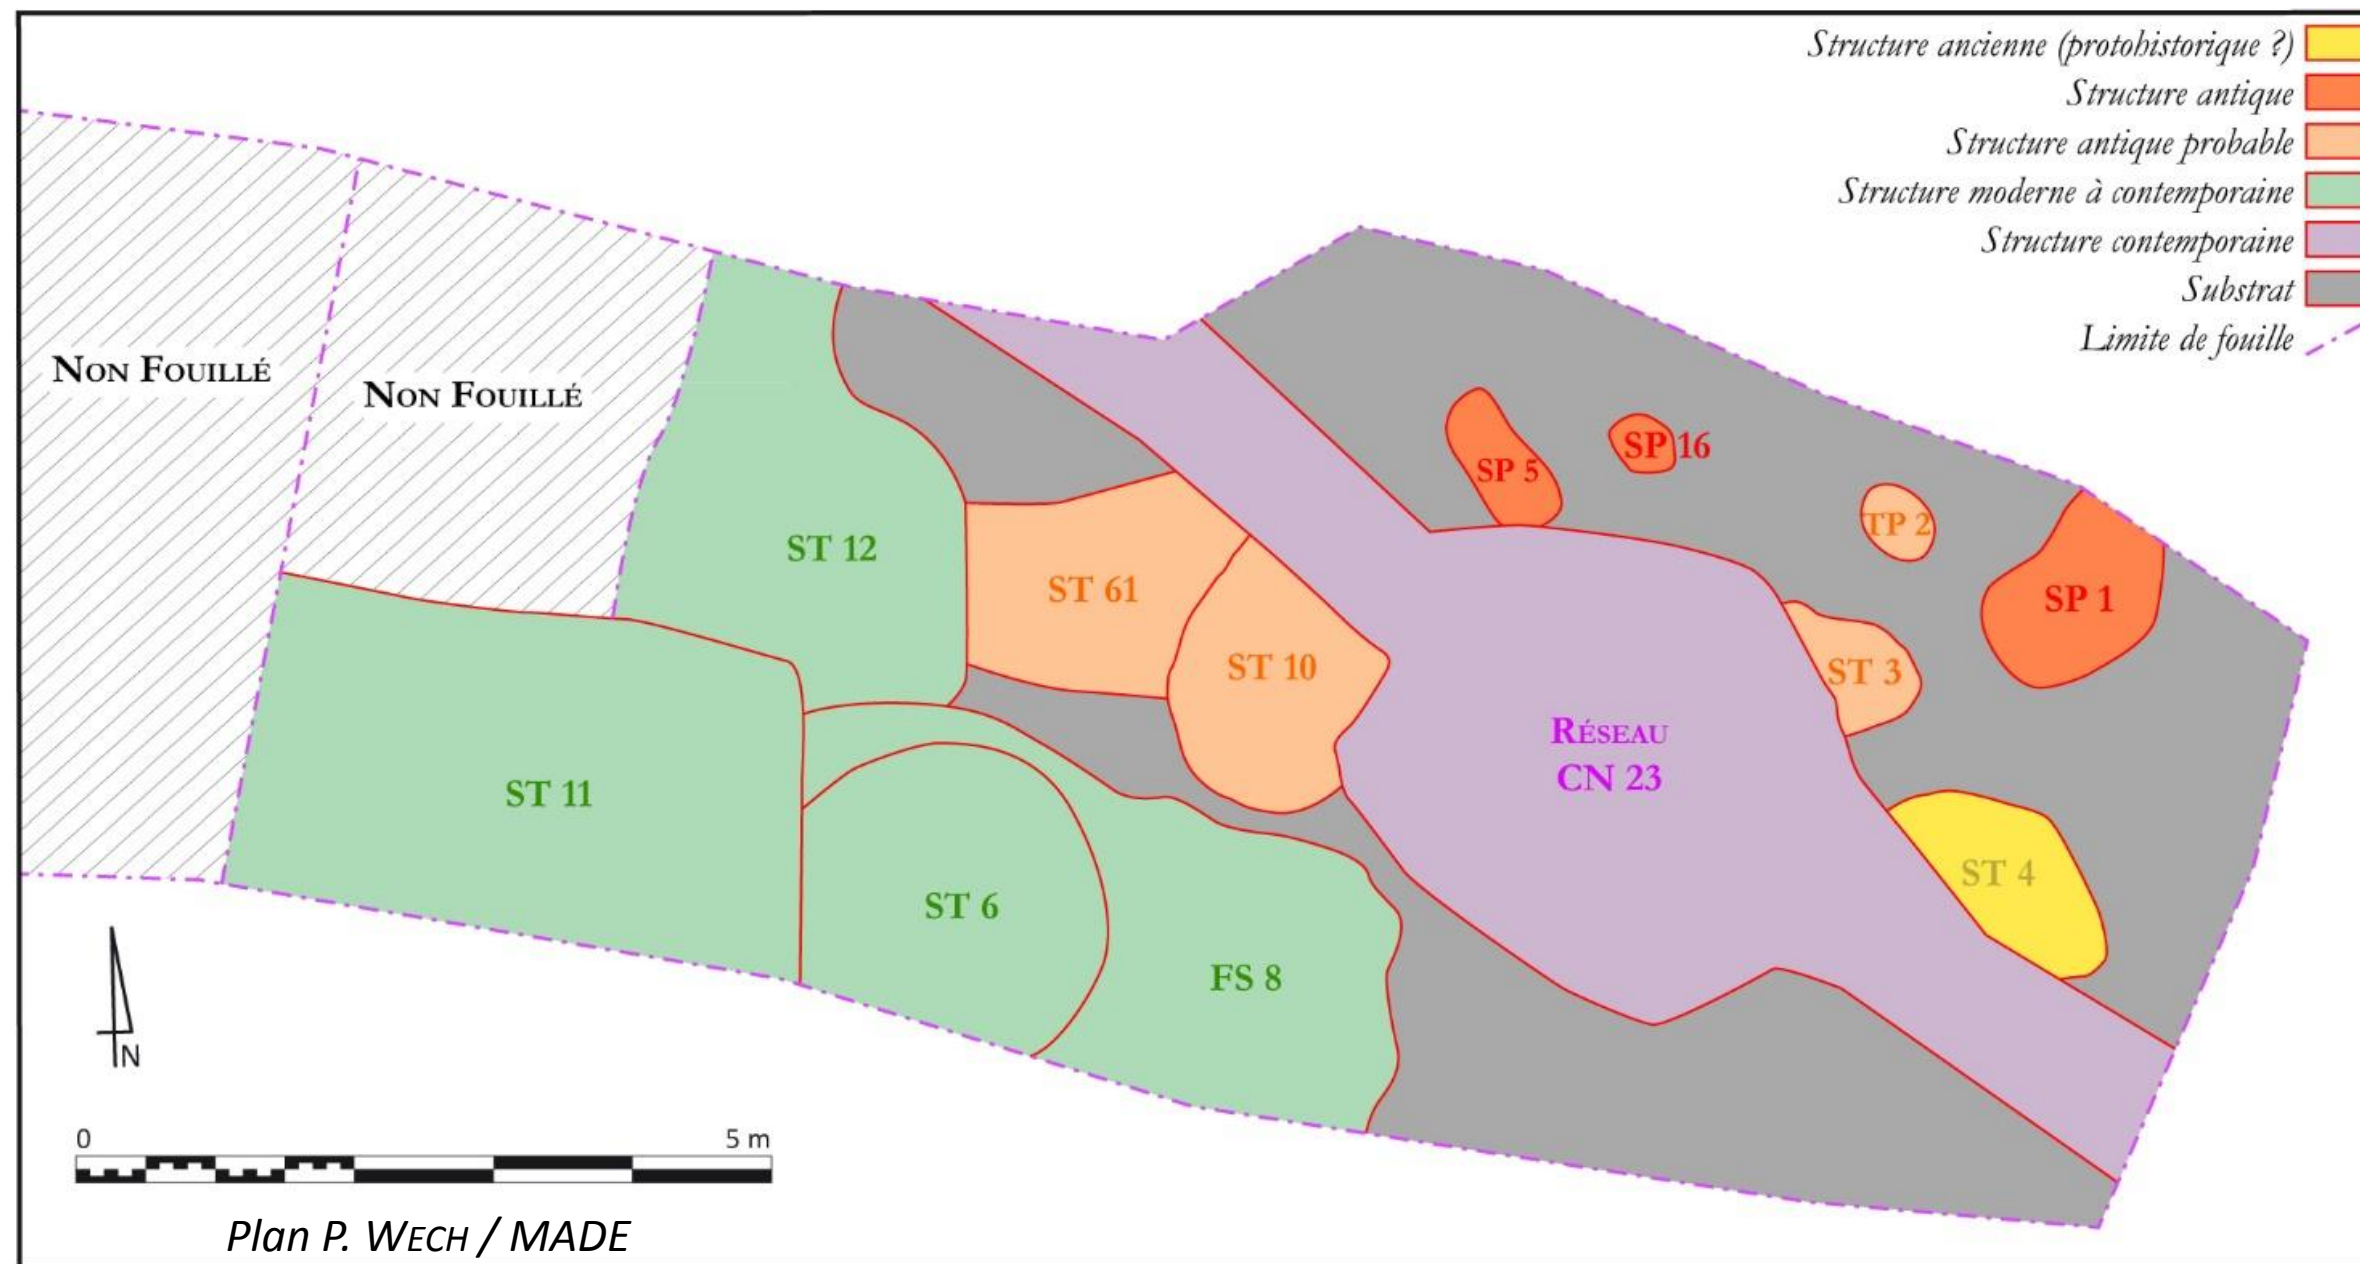 Structure ancienne (protohistorique ?)
Structure antique
Structure antique probable
Structure moderne à contemporaine
Structure contemporaine
Substrat
Limite de fouille
NON FOUILLÉ
NON FOUILLÉ
SP 5
SP 16
TP 2
SP 1
ST 12
ST 61
ST 10
ST 3
RÉSEAU
CN 23
ST 11
ST 4
ST 6
FS 8
N
0 5 m
Plan P. WECH / MADE